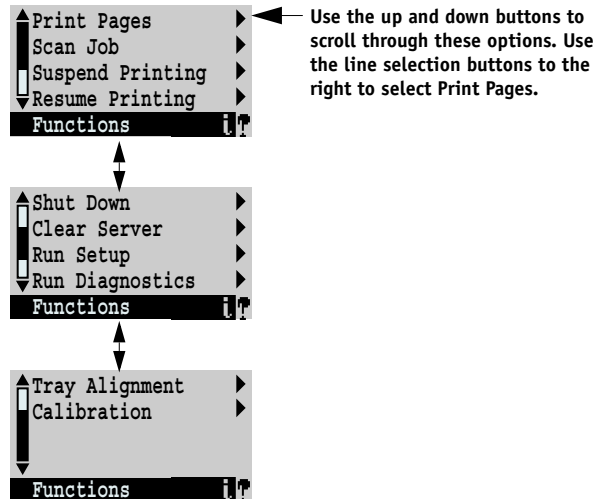 Print Pages
Scan Job
Suspend Printing
Resume Printing
Functions
Use the up and down buttons to
scroll through these options. Use
the line selection buttons to the
right to select Print Pages.
Shut Down
Clear Server
Run Setup
Run Diagnostics
Functions
Tray Alignment
Calibration
Functions